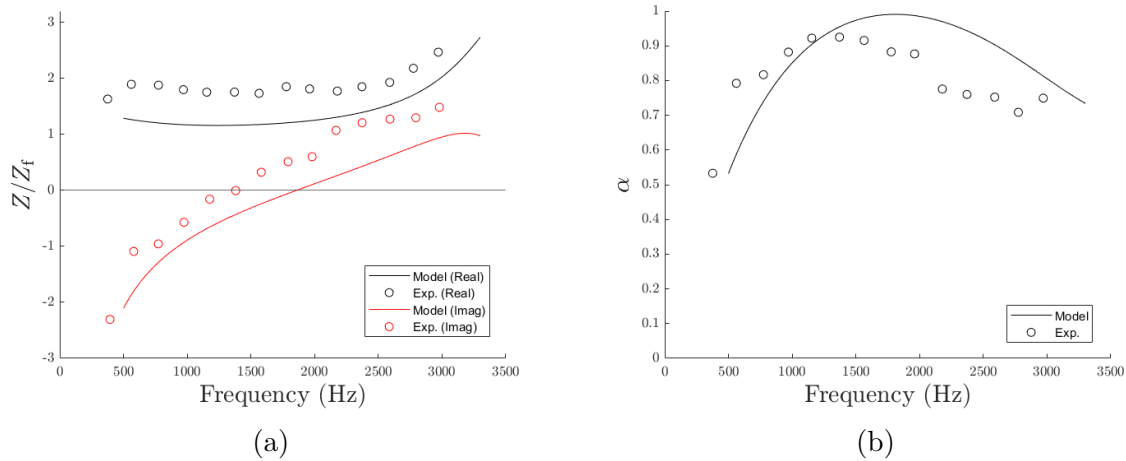 3
2
1
0
-1
-2
-3
Z/Z_f
0 500 1000 1500 2000 2500 3000 3500
Frequency (Hz)
Model (Real)
Exp. (Real)
Model (Imag)
Exp. (Imag)
(a)
1
0.9
0.8
0.7
0.6
0.5
0.4
0.3
0.2
0.1
0
α
0 500 1000 1500 2000 2500 3000 3500
Frequency (Hz)
Model
Exp.
(b)